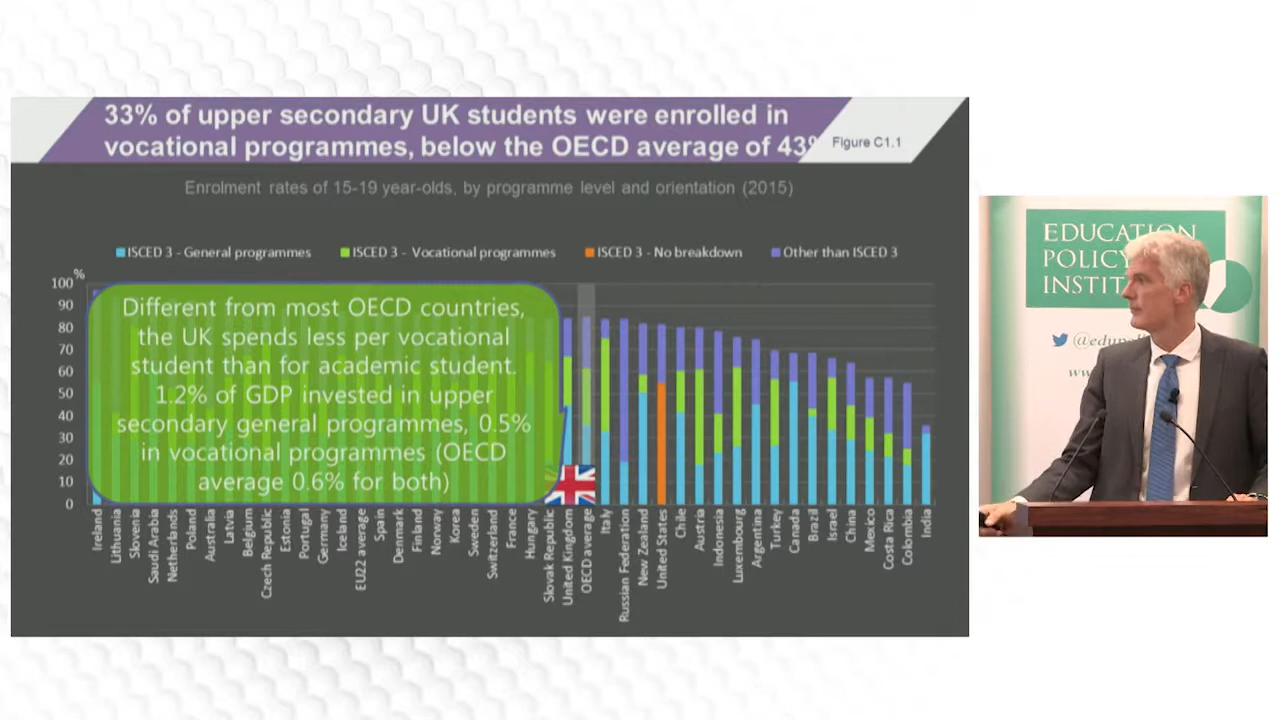 33% of upper secondary UK students were enrolled in
vocational programmes, below the OECD average of 43%
Figure C1.1
Enrolment rates of 15-19 year-olds, by programme level and orientation (2015)
ISCED 3 - General programmes ISCED 3 - Vocational programmes ISCED 3 - No breakdown Other than ISCED 3
%
100
90
80
70
60
50
40
30
20
10
0
Different from most OECD countries,
the UK spends less per vocational
student than for academic student.
1.2% of GDP invested in upper
secondary general programmes, 0.5%
in vocational programmes (OECD
average 0.6% for both)
Ireland
Lithuania
Slovenia
Saudi Arabia
Netherlands
Poland
Australia
Latvia
Belgium
Czech Republic
Estonia
Portugal
Germany
Iceland
EU22 average
Spain
Denmark
Finland
Norway
Korea
Sweden
Switzerland
France
Hungary
Slovak Republic
United Kingdom
OECD average
Italy
Russian Federation
New Zealand
United States
Chile
Austria
Indonesia
Luxembourg
Argentina
Turkey
Canada
Brazil
Israel
China
Mexico
Costa Rica
Colombia
India
EDUCATION
POLICY
INSTIT
@edupol
ww